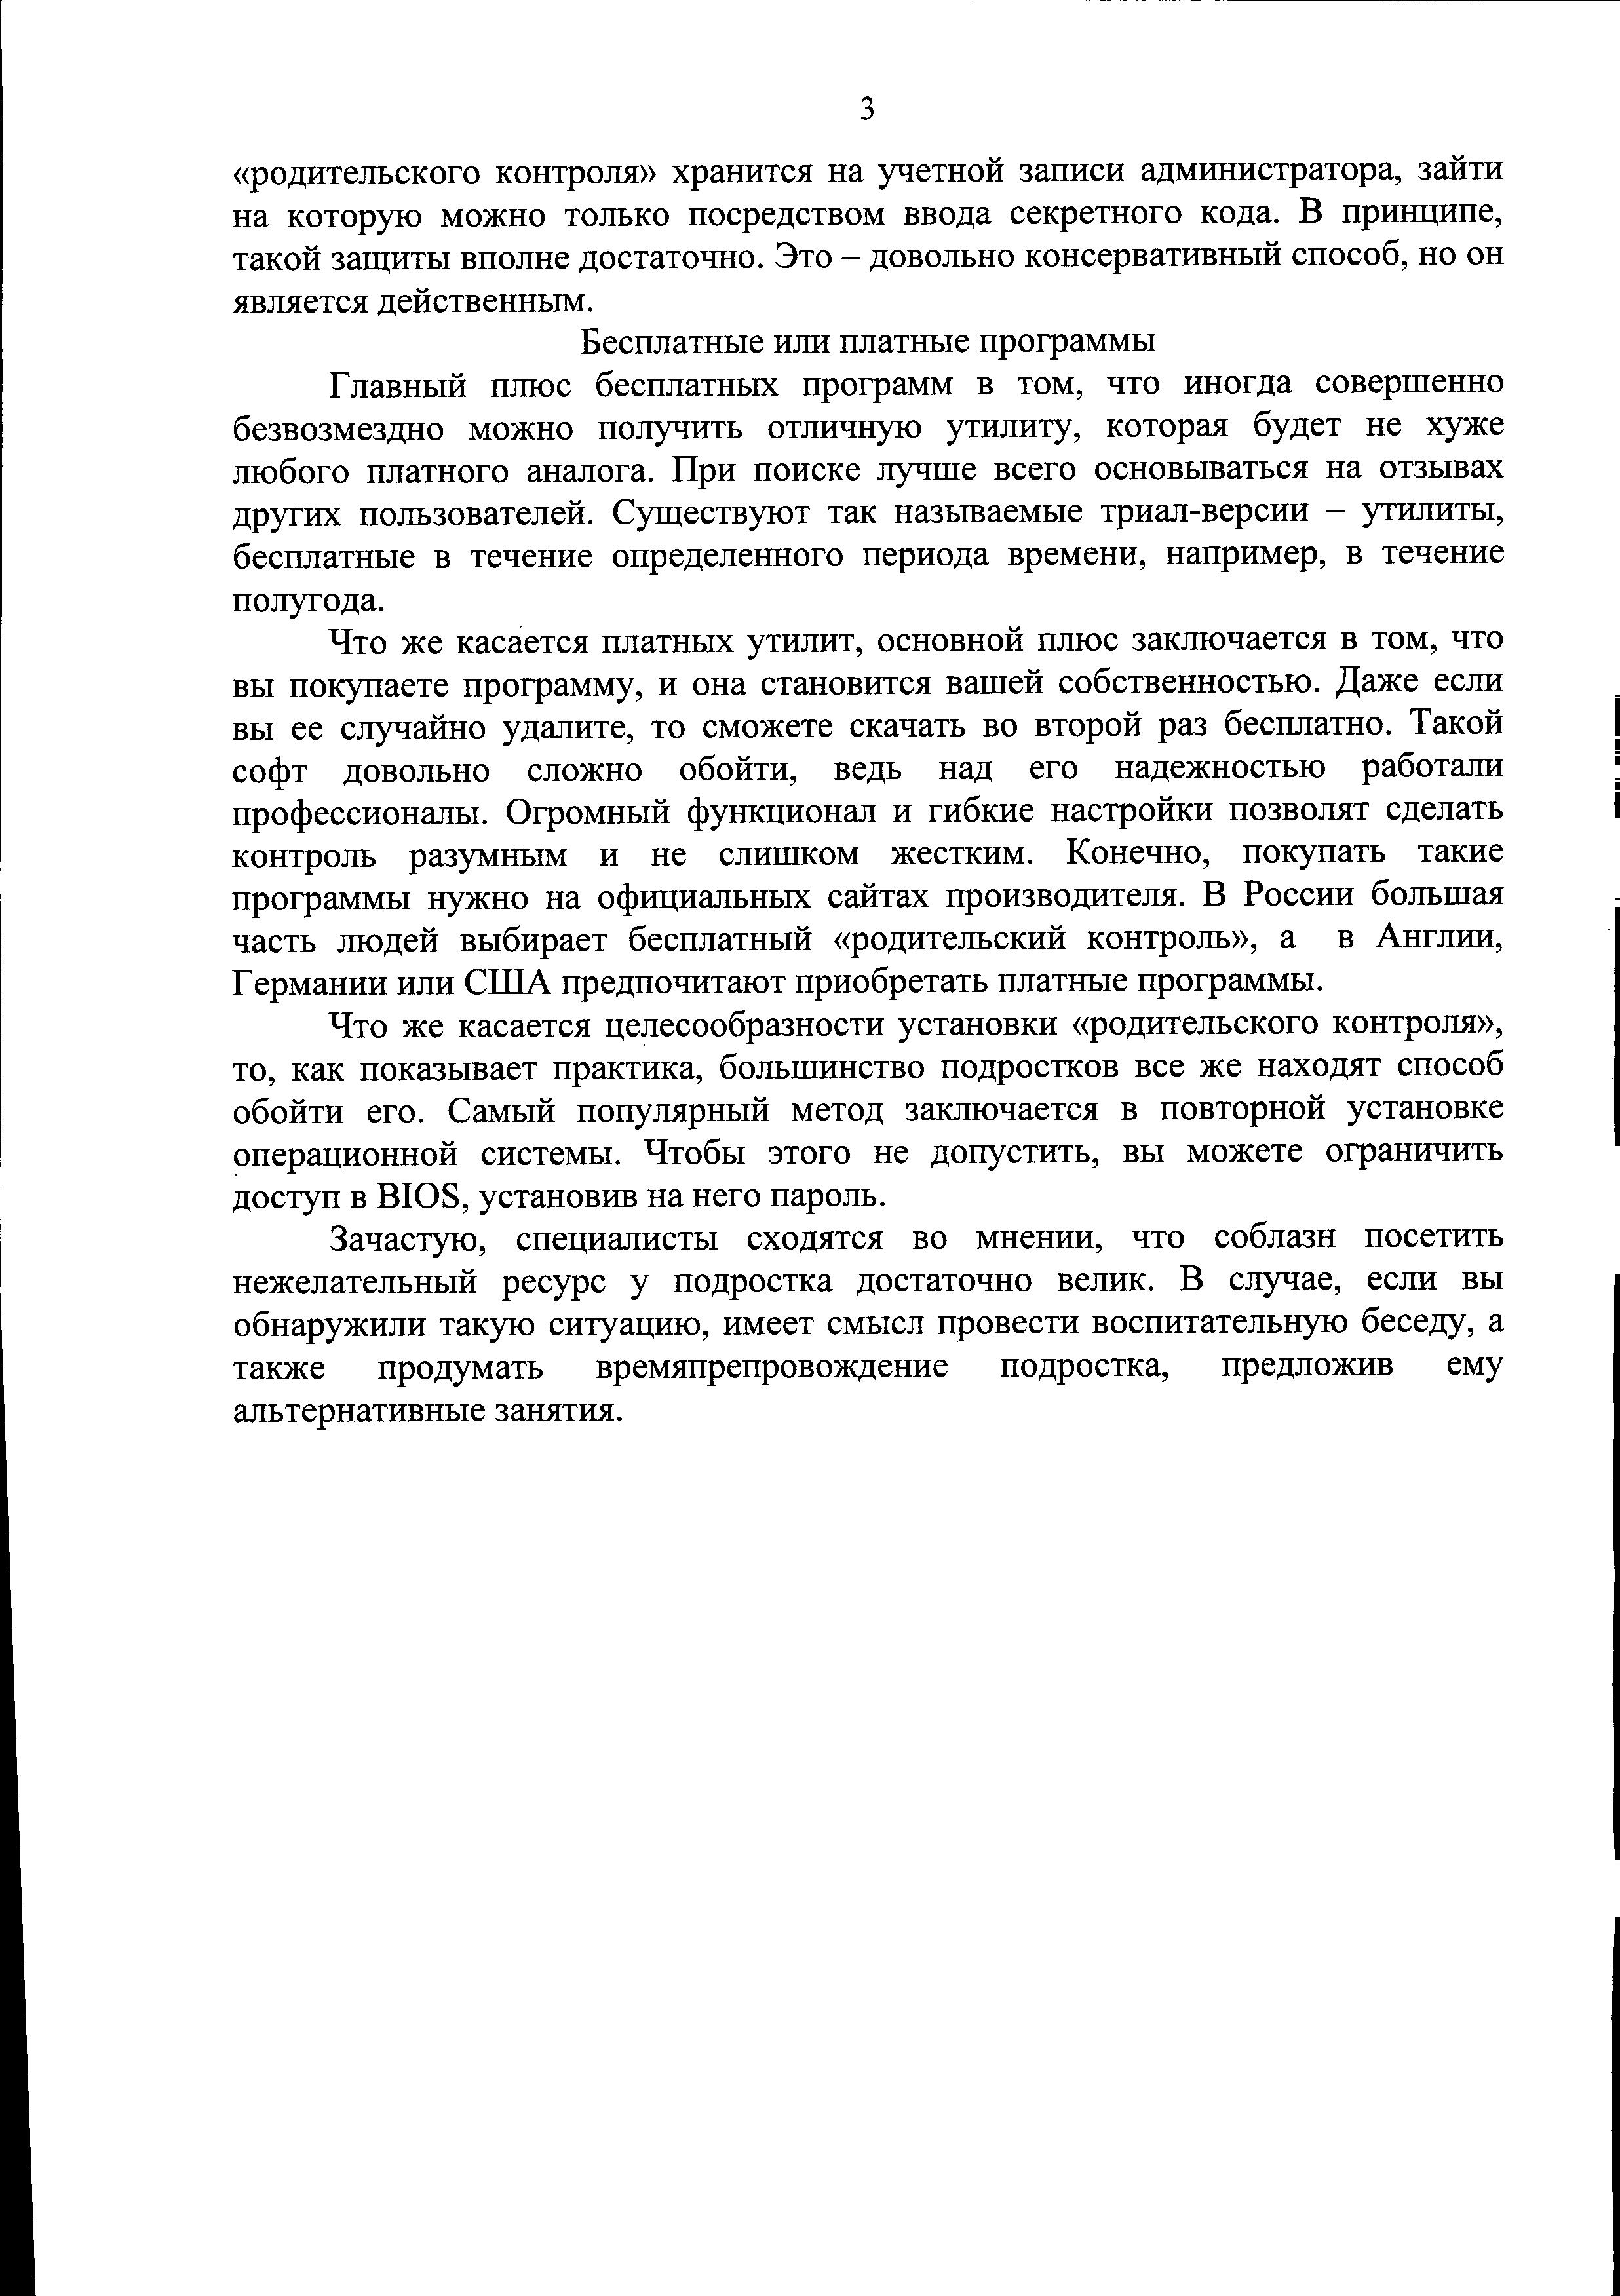 3
«родительского контроля» хранится на учетной записи администратора, зайти
на которую можно только посредством ввода секретного кода. В принципе,
такой защиты вполне достаточно. Это – довольно консервативный способ, но он
является действенным.
Бесплатные или платные программы
Главный плюс бесплатных программ в том, что иногда совершенно
безвозмездно можно получить отличную утилиту, которая будет не хуже
любого платного аналога. При поиске лучше всего основываться на отзывах
других пользователей. Существуют так называемые триал-версии – утилиты,
бесплатные в течение определенного периода времени, например, в течение
полугода.
Что же касается платных утилит, основной плюс заключается в том, что
вы покупаете программу, и она становится вашей собственностью. Даже если
вы ее случайно удалите, то сможете скачать во второй раз бесплатно. Такой
софт довольно сложно обойти, ведь над его надежностью работали
профессионалы. Огромный функционал и гибкие настройки позволят сделать
контроль разумным и не слишком жестким. Конечно, покупать такие
программы нужно на официальных сайтах производителя. В России большая
часть людей выбирает бесплатный «родительский контроль», а в Англии,
Германии или США предпочитают приобретать платные программы.
Что же касается целесообразности установки «родительского контроля»,
то, как показывает практика, большинство подростков все же находят способ
обойти его. Самый популярный метод заключается в повторной установке
операционной системы. Чтобы этого не допустить, вы можете ограничить
доступ в BIOS, установив на него пароль.
Зачастую, специалисты сходятся во мнении, что соблазн посетить
нежелательный ресурс у подростка достаточно велик. В случае, если вы
обнаружили такую ситуацию, имеет смысл провести воспитательную беседу, а
также продумать времяпрепровождение подростка, предложив ему
альтернативные занятия.